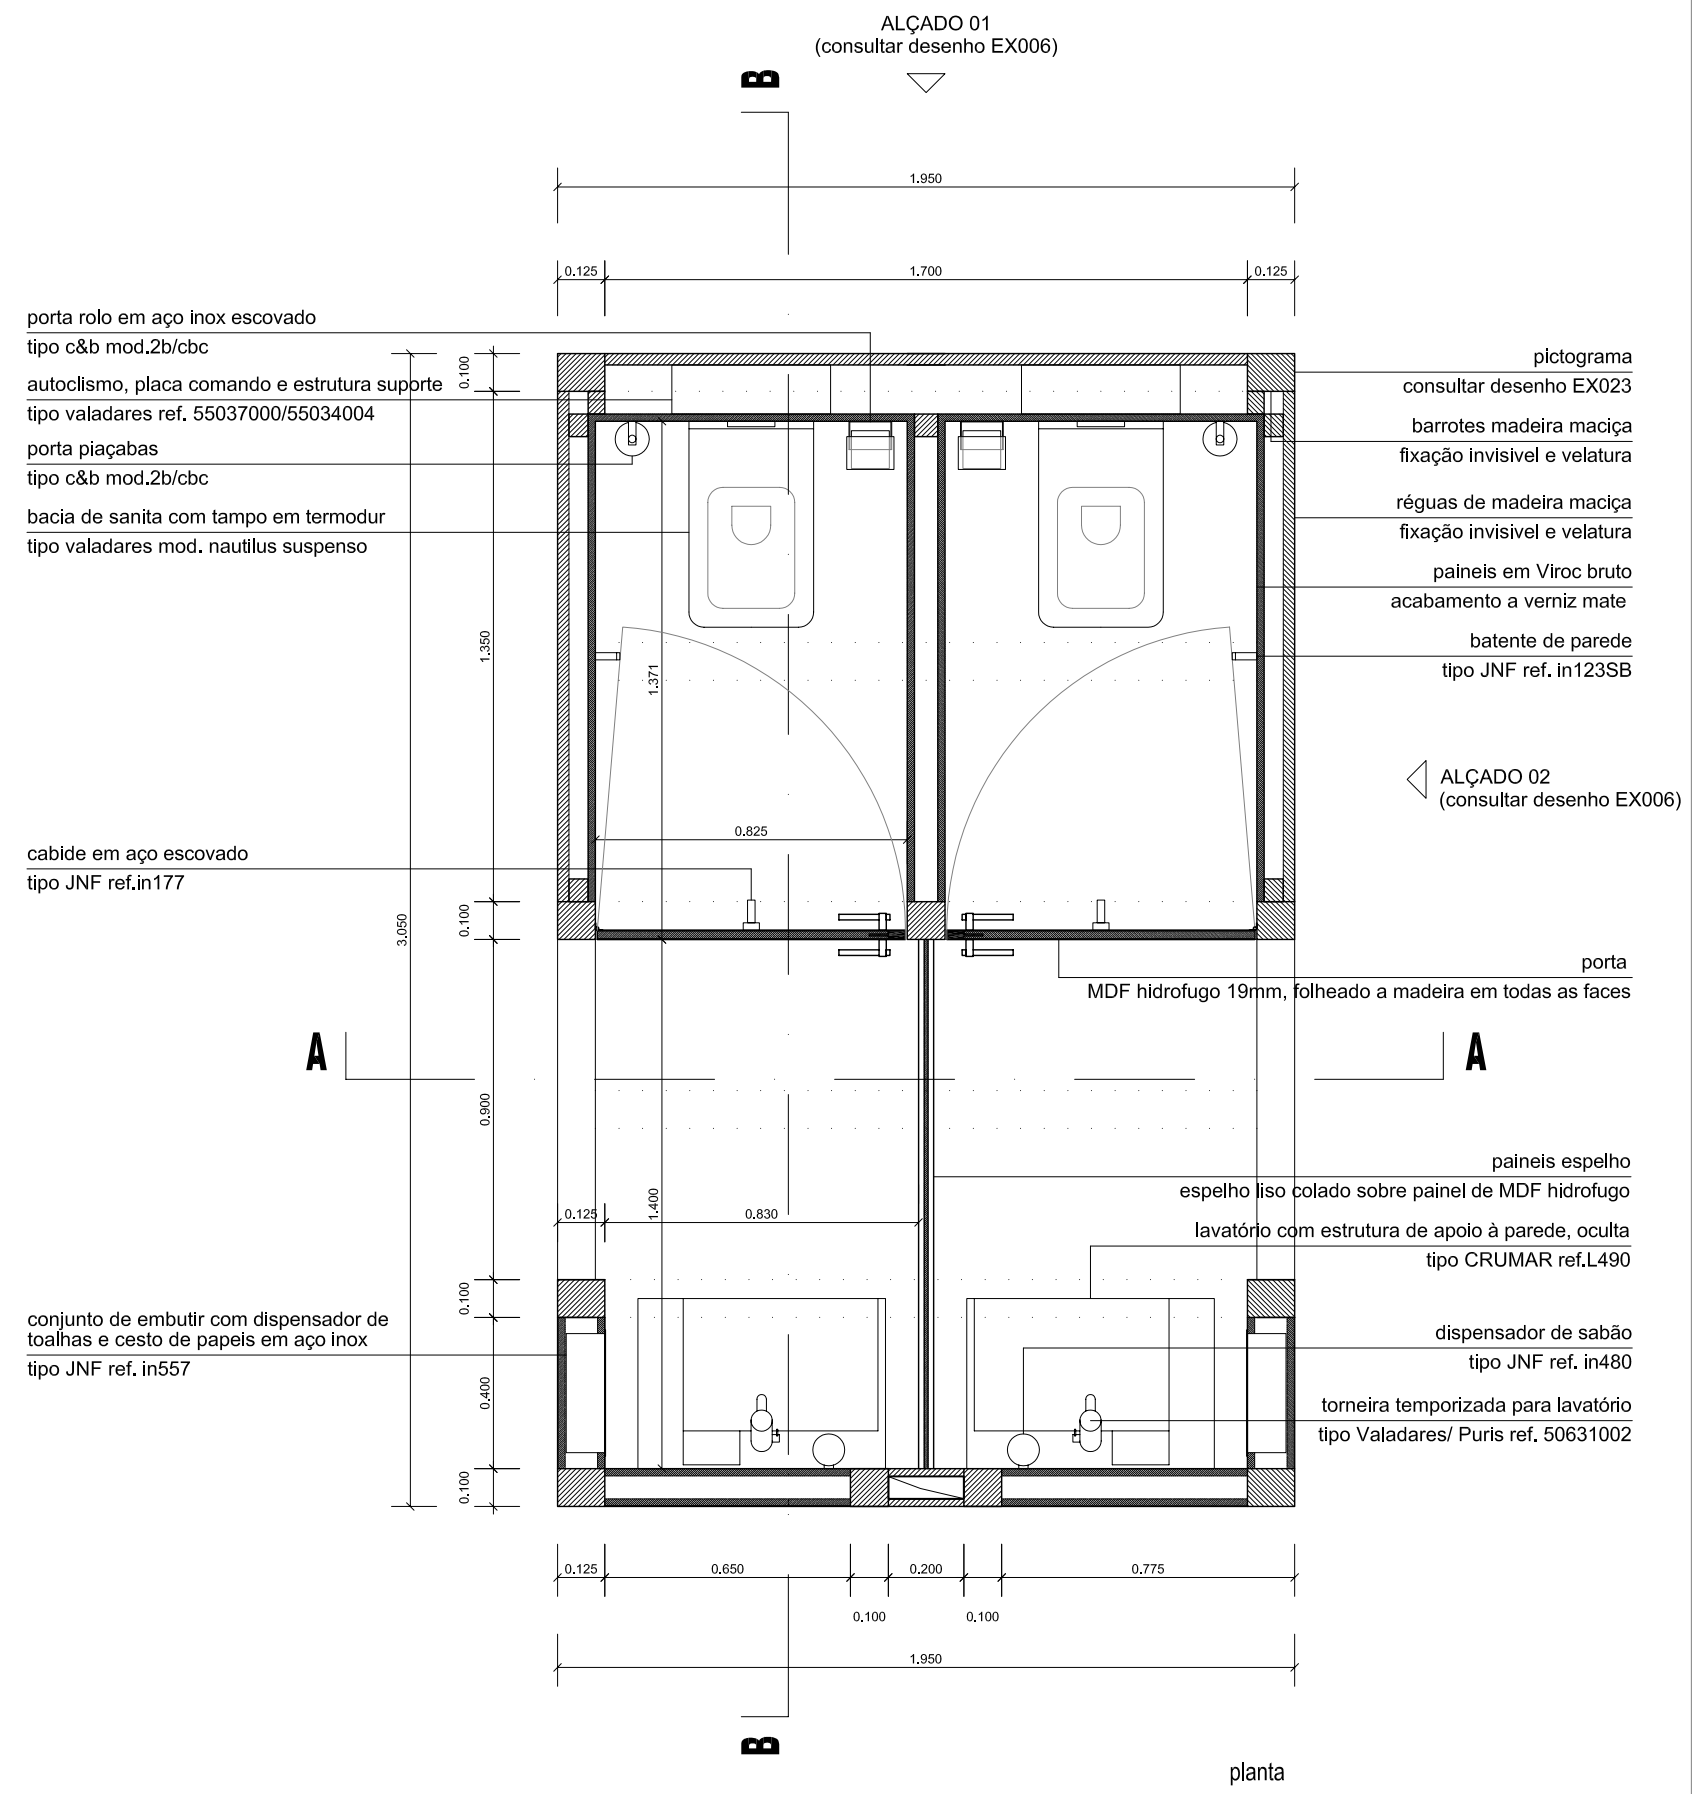 ALÇADO 01
(consultar desenho EX006)
B
1.950
0.125
1.700
0.125
porta rolo em aço inox escovado
tipo c&b mod.2b/cbc
autoclismo, placa comando e estrutura suporte
tipo valadares ref. 55037000/55034004
porta piaçabas
tipo c&b mod.2b/cbc
bacia de sanita com tampo em termodur
tipo valadares mod. nautilus suspenso
cabide em aço escovado
tipo JNF ref.in177
conjunto de embutir com dispensador de
toalhas e cesto de papeis em aço inox
tipo JNF ref. in557
3.050
0.100
1.350
0.100
0.900
0.100
0.400
0.100
1.371
0.825
1.400
0.125
0.830
A
A
pictograma
consultar desenho EX023
barrotes madeira maciça
fixação invisivel e velatura
réguas de madeira maciça
fixação invisivel e velatura
paineis em Viroc bruto
acabamento a verniz mate
batente de parede
tipo JNF ref. in123SB
ALÇADO 02
(consultar desenho EX006)
porta
MDF hidrofugo 19mm, folheado a madeira em todas as faces
paineis espelho
espelho liso colado sobre painel de MDF hidrofugo
lavatório com estrutura de apoio à parede, oculta
tipo CRUMAR ref.L490
dispensador de sabão
tipo JNF ref. in480
torneira temporizada para lavatório
tipo Valadares/ Puris ref. 50631002
0.125
0.650
0.200
0.775
0.100
0.100
1.950
B
planta